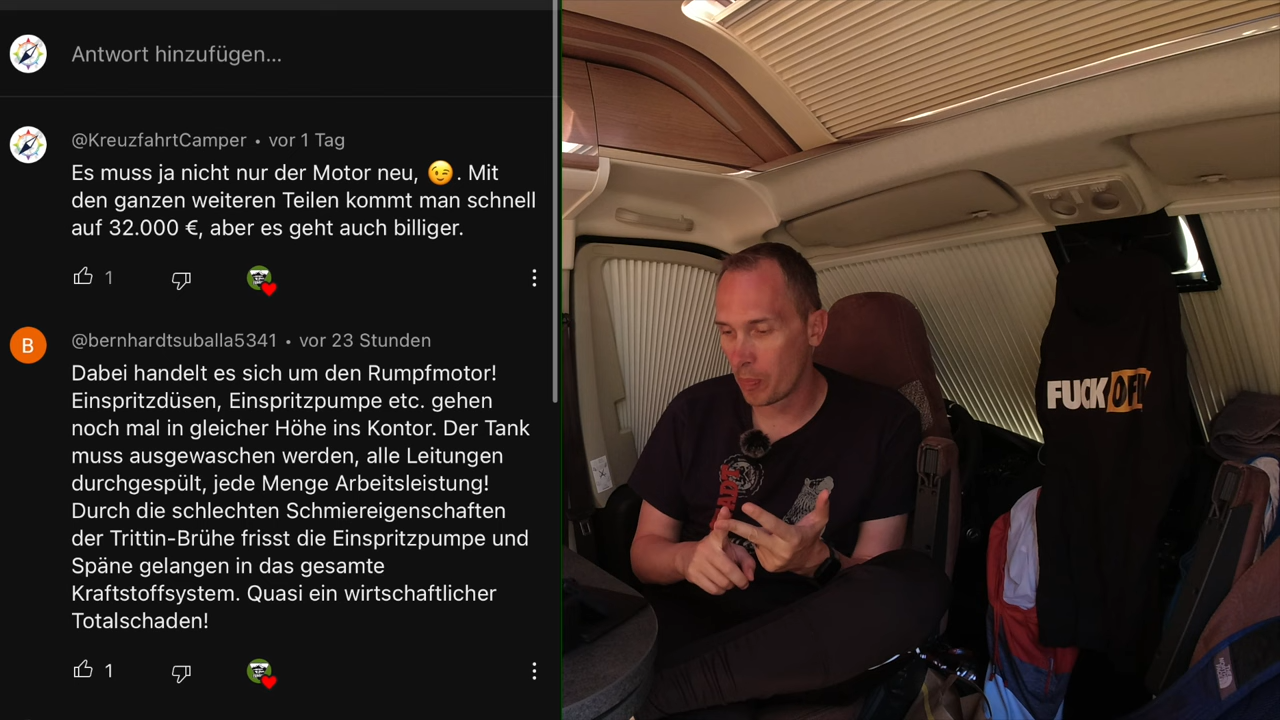 Antwort hinzufügen...
@KreuzfahrtCamper • vor 1 Tag
Es muss ja nicht nur der Motor neu, 😉. Mit
den ganzen weiteren Teilen kommt man schnell
auf 32.000 €, aber es geht auch billiger.
1
B
@bernhardtsuballa5341 • vor 23 Stunden
Dabei handelt es sich um den Rumpfmotor!
Einspritzdüsen, Einspritzpumpe etc. gehen
noch mal in gleicher Höhe ins Kontor. Der Tank
muss ausgewaschen werden, alle Leitungen
durchgespült, jede Menge Arbeitsleistung!
Durch die schlechten Schmiereigenschaften
der Trittin-Brühe frisst die Einspritzpumpe und
Späne gelangen in das gesamte
Kraftstoffsystem. Quasi ein wirtschaftlicher
Totalschaden!
1
FUCK